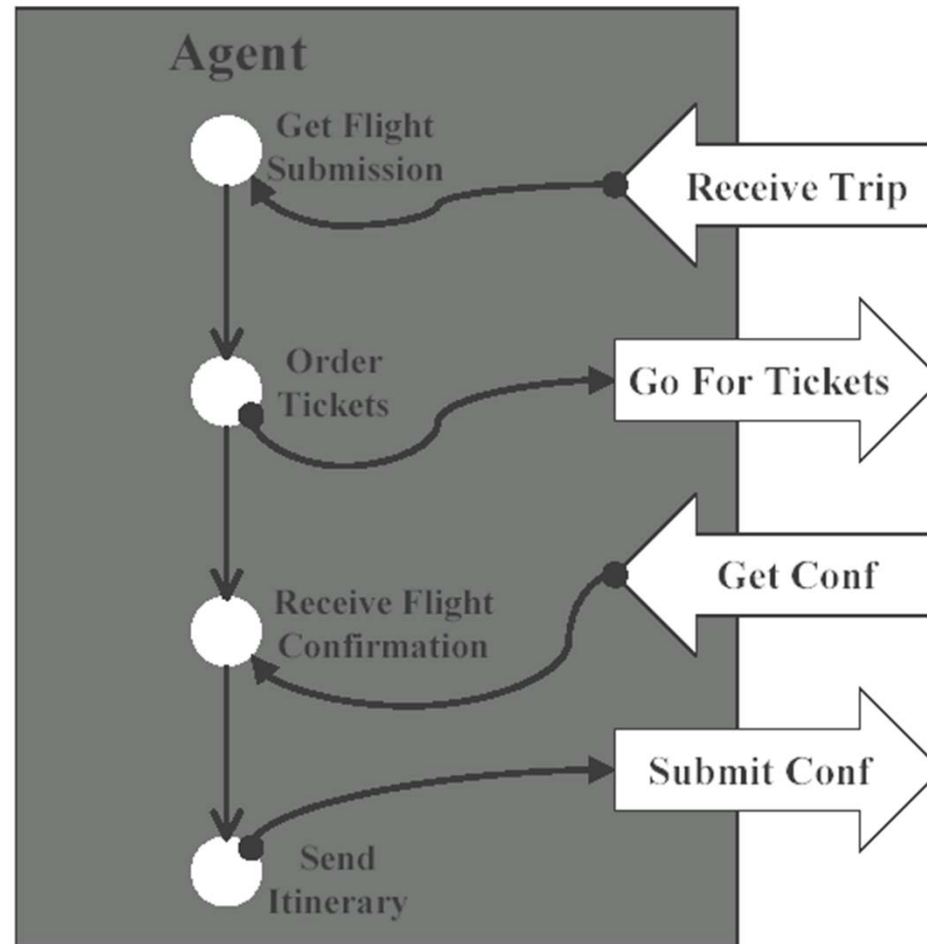 Agent
Get Flight
Submission
Receive Trip
Order
Tickets
Go For Tickets
Receive Flight
Confirmation
Get Conf
Submit Conf
Send
Itinerary